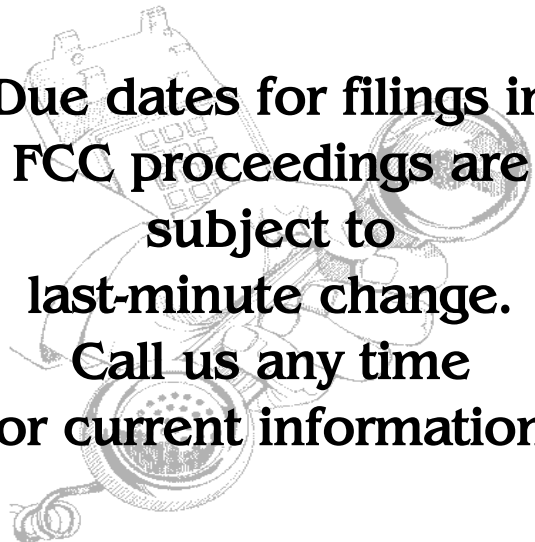 Due dates for filings in
FCC proceedings are
subject to
last-minute change.
Call us any time
or current information